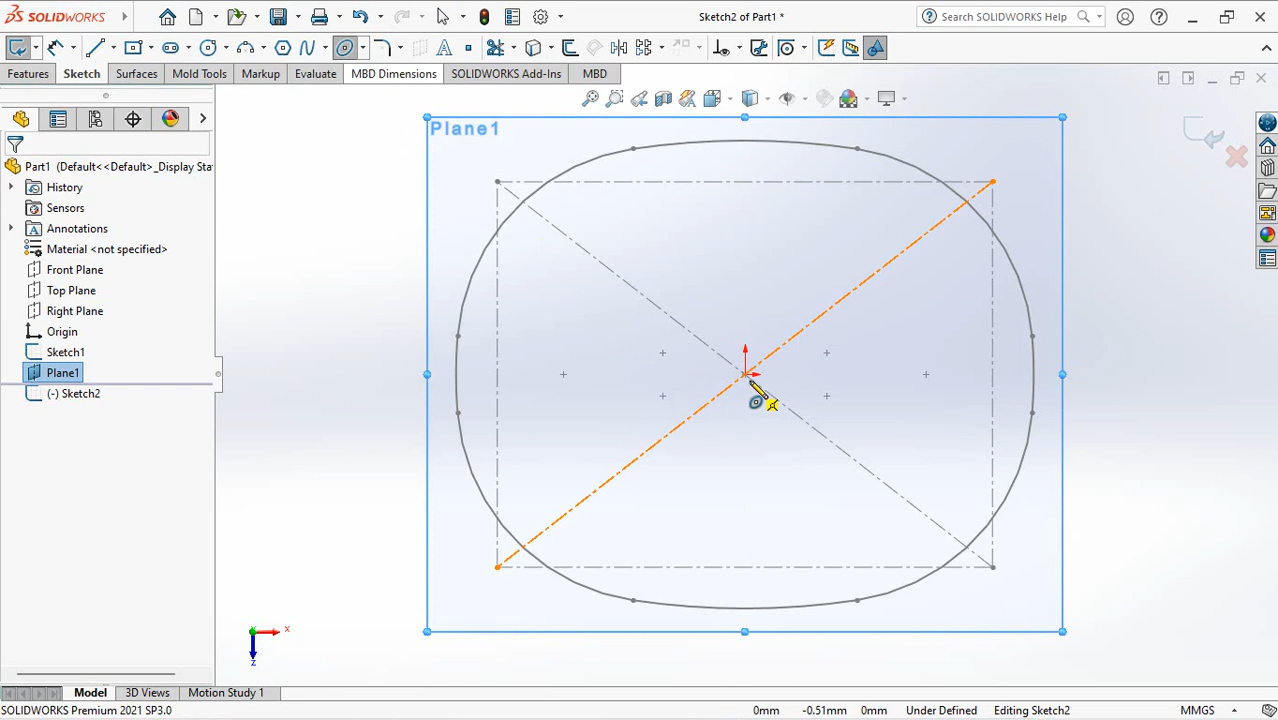 SOLIDWORKS
Sketch2 of Part1 *
Search SOLIDWORKS Help
Features
Sketch
Surfaces
Mold Tools
Markup
Evaluate
MBD Dimensions
SOLIDWORKS Add-Ins
MBD
Plane1
Part1 (Default<<Default>_Display Sta
History
Sensors
Annotations
Material <not specified>
Front Plane
Top Plane
Right Plane
Origin
Sketch1
Plane1
(-) Sketch2
x
z
Model
3D Views
Motion Study 1
SOLIDWORKS Premium 2021 SP3.0
0mm
-0.51mm
0mm
Under Defined
Editing Sketch2
MMGS